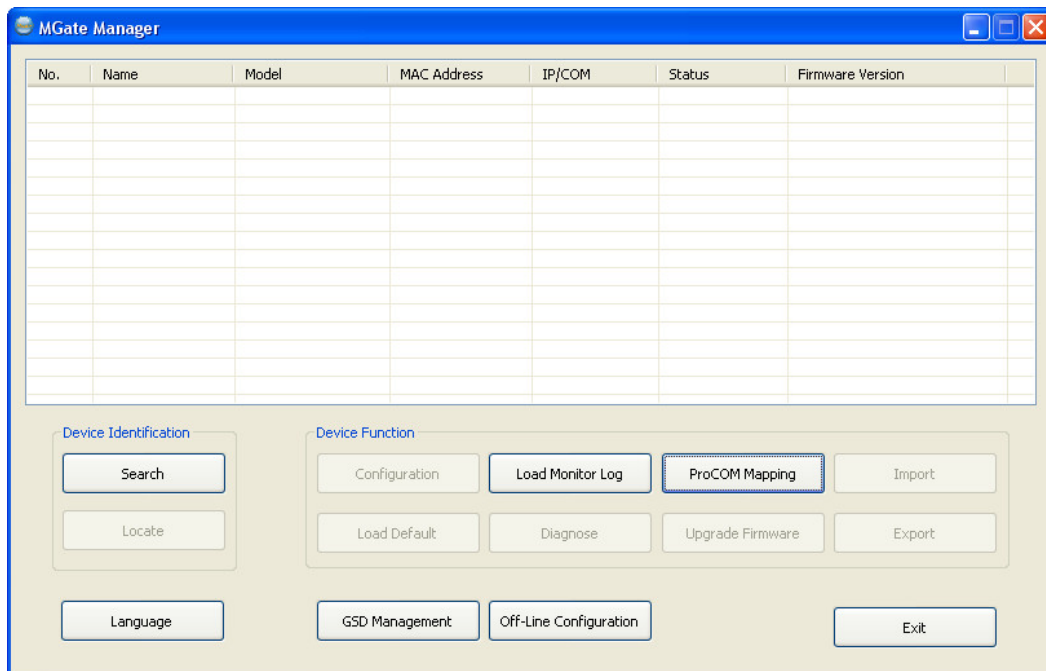 MGate Manager
No. Name Model MAC Address IP/COM Status Firmware Version
Device Identification Device Function
Search Configuration Load Monitor Log ProCOM Mapping Import
Locate Load Default Diagnose Upgrade Firmware Export
Language GSD Management Off-Line Configuration Exit